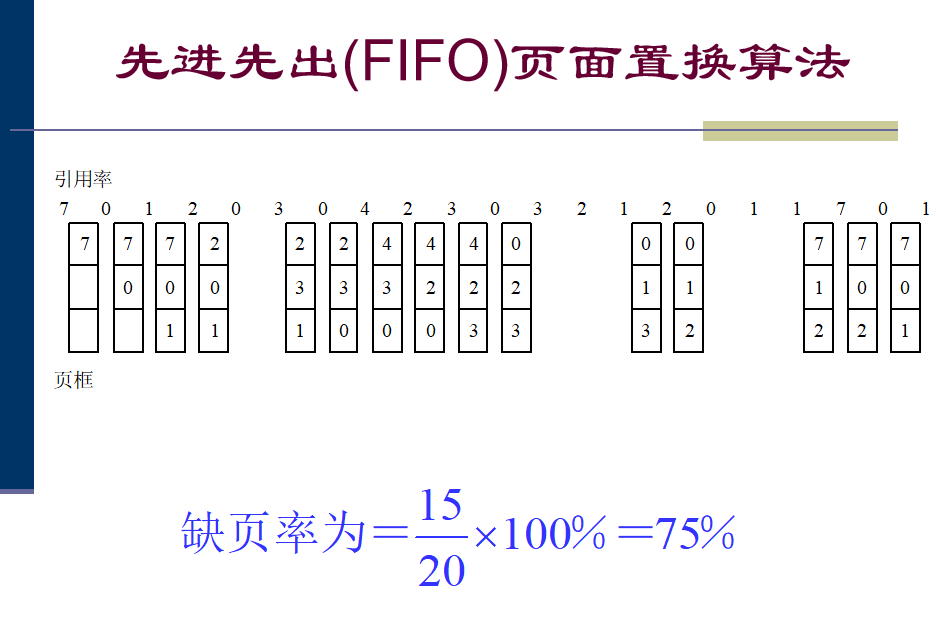 先进先出(FIFO)页面置换算法
引用率
7 0 1 2 0 3 0 4 2 3 0 3 2 1 2 0 1 1 7 0 1
7 7 7 2 2 2 4 4 4 0 0 0 7 7 7
0 0 0 3 3 3 2 2 2 1 1 1 0 0
1 1 1 0 0 0 3 3 3 2 2 2 1
页框
缺页率为＝15/20×100%＝75%